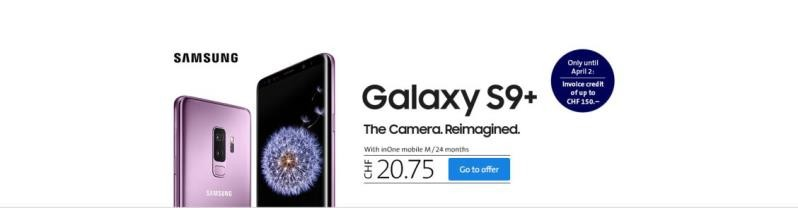 SAMSUNG
SAMSUNG
Galaxy S9+
The Camera. Reimagined.
With inOne mobile M / 24 months
CHF 20.75
Go to offer
Only until
April 2:
Invoice credit
of up to
CHF 150.–